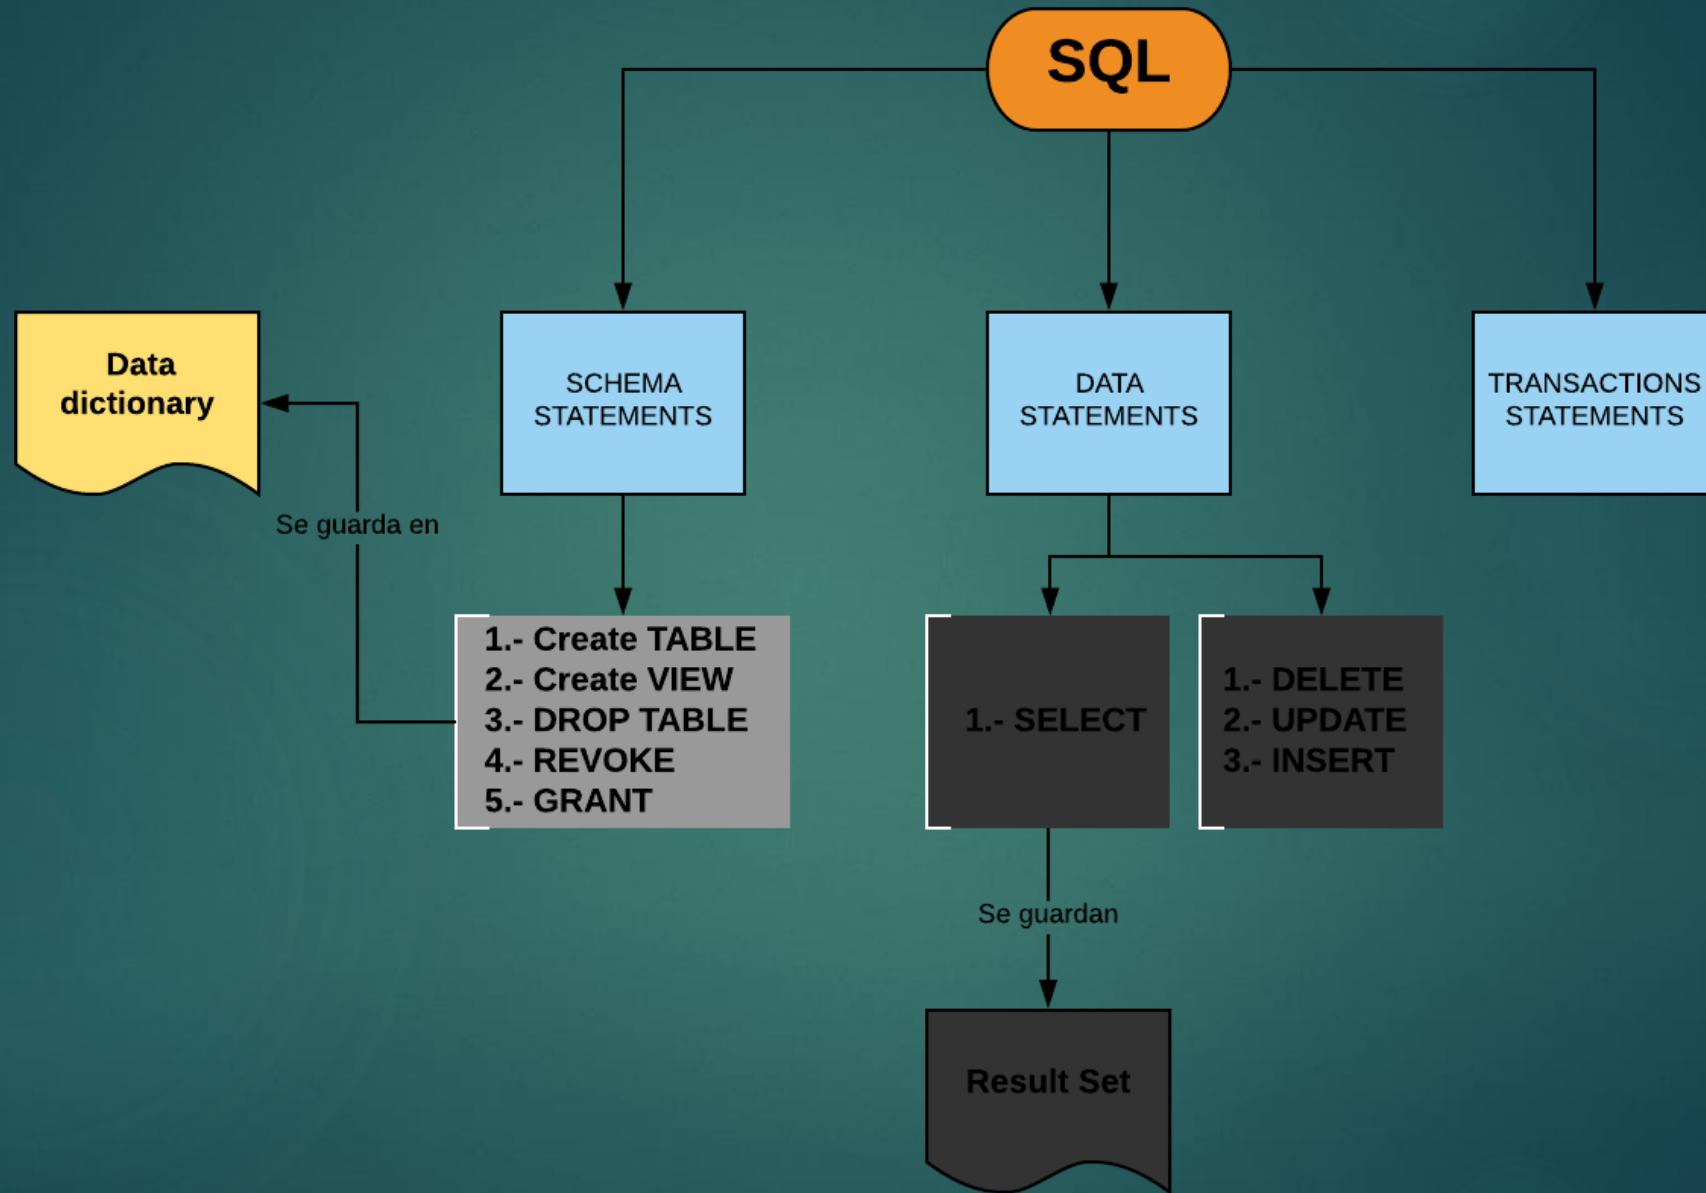 SQL
Data
dictionary
SCHEMA
STATEMENTS
DATA
STATEMENTS
TRANSACTIONS
STATEMENTS
Se guarda en
1.- Create TABLE
2.- Create VIEW
3.- DROP TABLE
4.- REVOKE
5.- GRANT
1.- SELECT
1.- DELETE
2.- UPDATE
3.- INSERT
Se guardan
Result Set